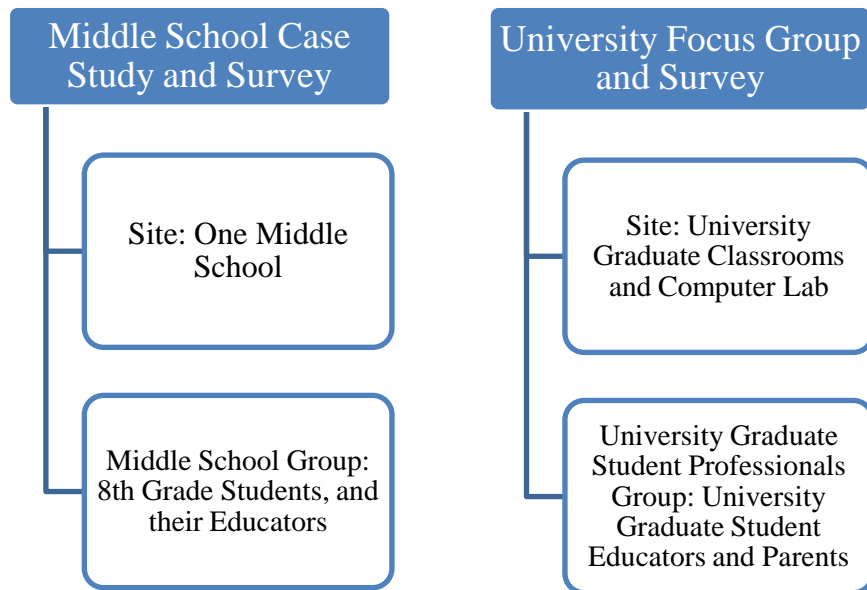 Middle School Case
Study and Survey
Site: One Middle
School
Middle School Group:
8th Grade Students, and
their Educators
University Focus Group
and Survey
Site: University
Graduate Classrooms
and Computer Lab
University Graduate
Student Professionals
Group: University
Graduate Student
Educators and Parents